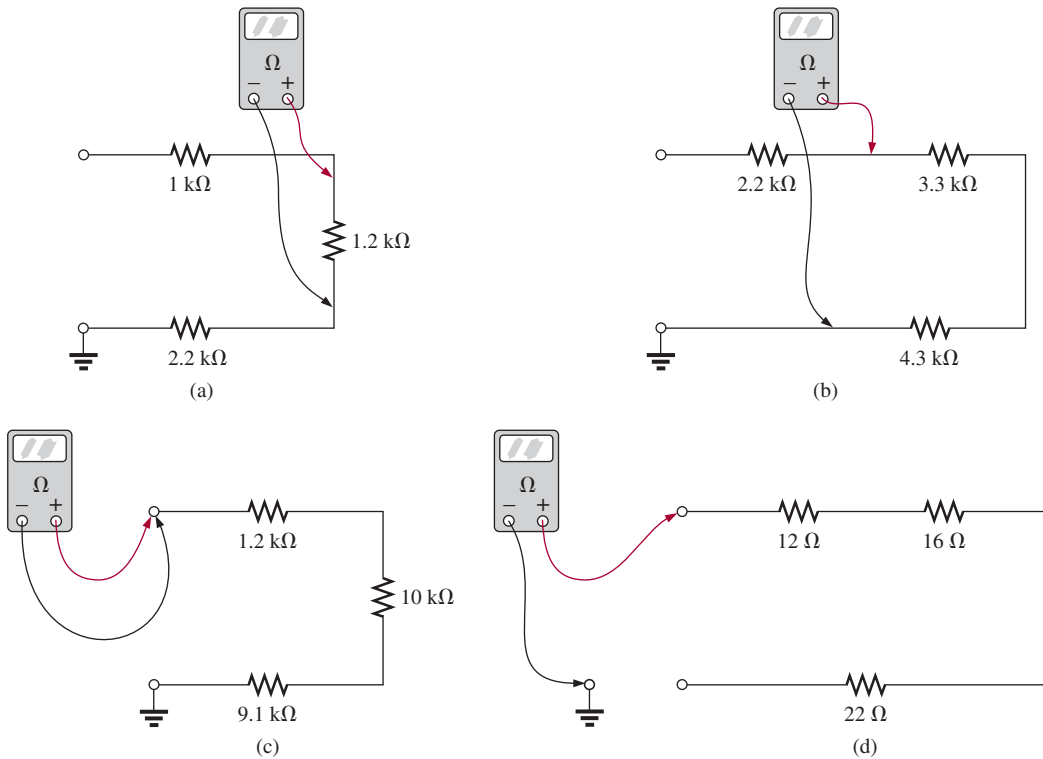 Ω
− +
1 kΩ
1.2 kΩ
2.2 kΩ
(a)
Ω
− +
2.2 kΩ 3.3 kΩ
4.3 kΩ
(b)
Ω
− +
1.2 kΩ
10 kΩ
9.1 kΩ
(c)
Ω
− +
12 Ω 16 Ω
22 Ω
(d)